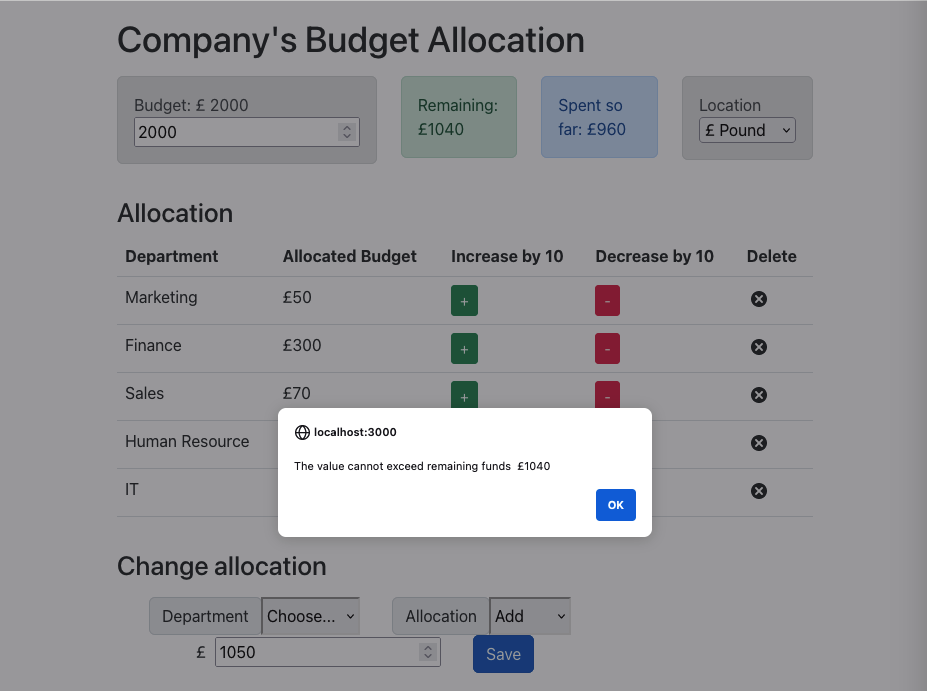 Company's Budget Allocation
Budget: £ 2000
2000
Remaining:
£1040
Spent so
far: £960
Location
£ Pound
Allocation
Department Allocated Budget Increase by 10 Decrease by 10 Delete
Marketing £50 + -
Finance £300 + -
Sales £70 + -
Human Resource
IT
localhost:3000
The value cannot exceed remaining funds £1040
OK
Change allocation
Department Choose... Allocation Add
£ 1050 Save